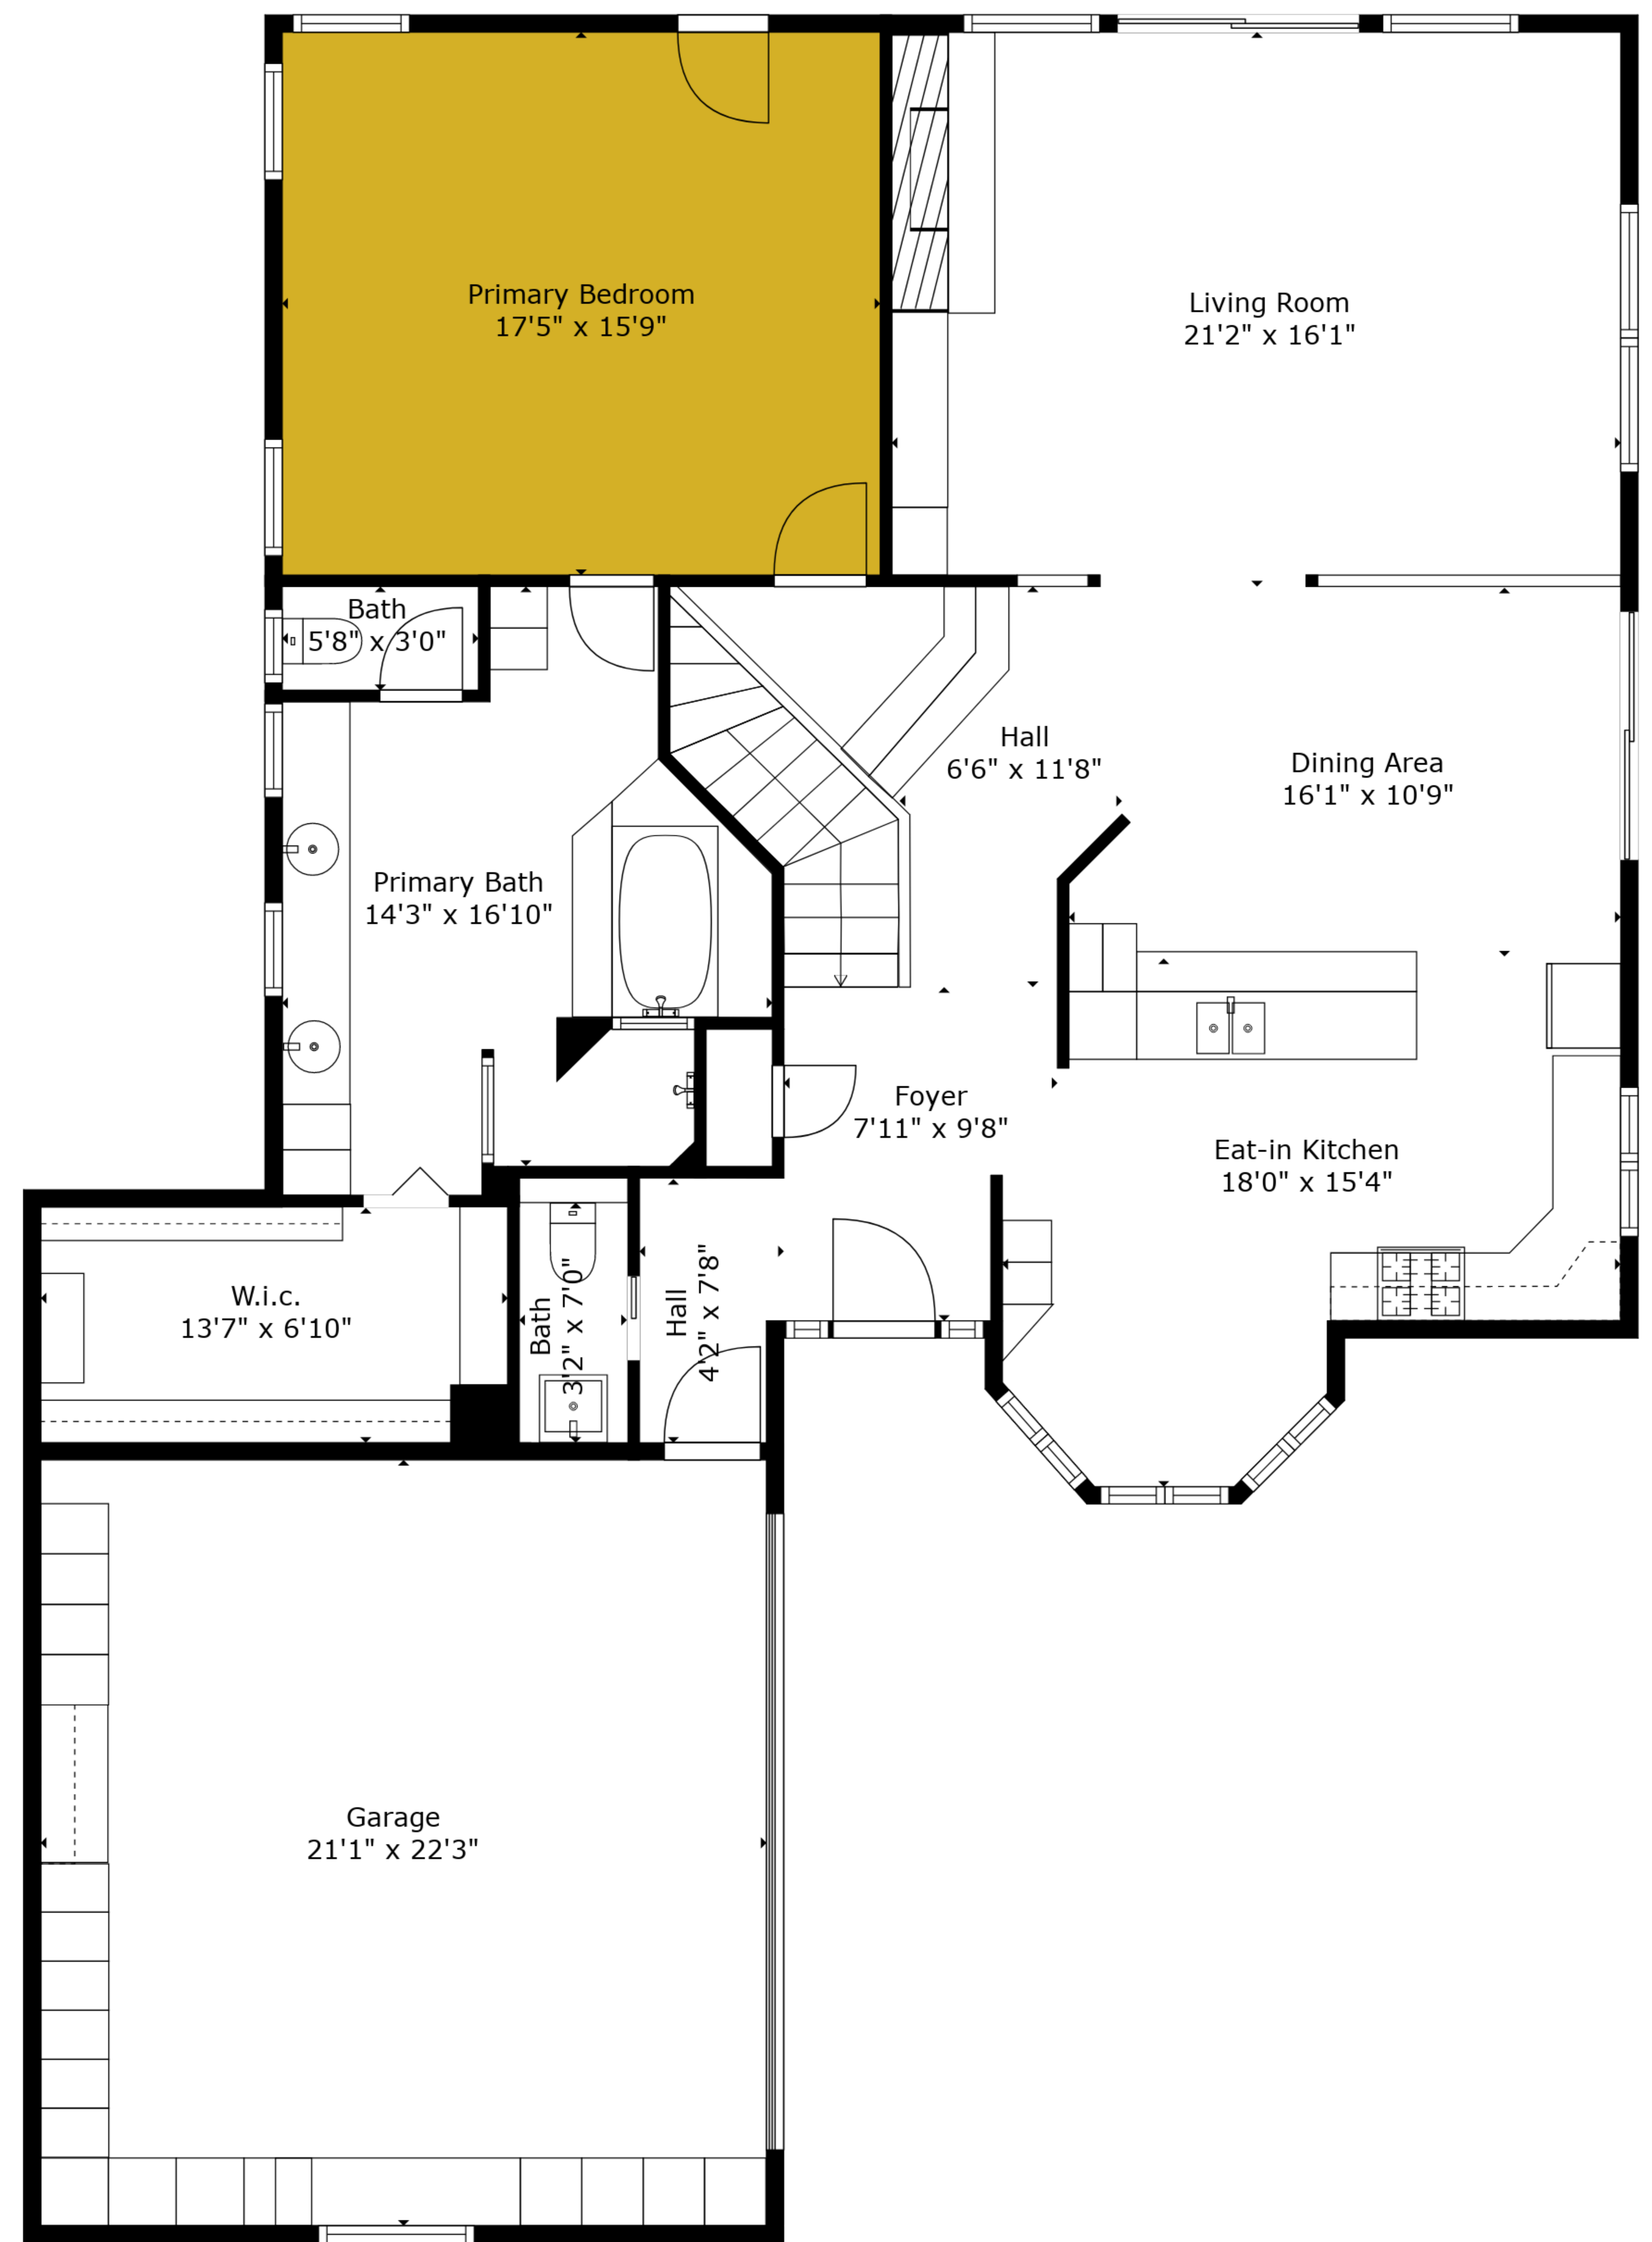 Primary Bedroom
17'5" x 15'9"
Living Room
21'2" x 16'1"
Bath
5'8" x 3'0"
Hall
6'6" x 11'8"
Dining Area
16'1" x 10'9"
Primary Bath
14'3" x 16'10"
Foyer
7'11" x 9'8"
Eat-in Kitchen
18'0" x 15'4"
W.i.c.
13'7" x 6'10"
Bath
3'2" x 7'0"
Hall
4'2" x 7'8"
Garage
21'1" x 22'3"